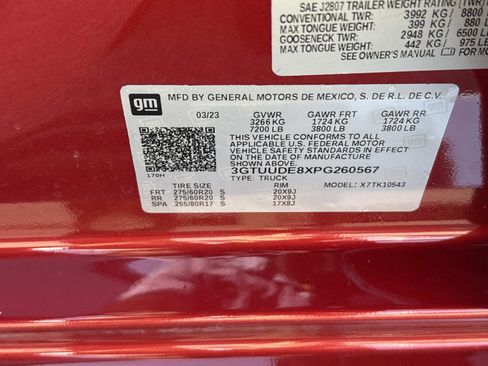 SAE J2807 TRAILER WEIGHT RATING (TWR)
CONVENTIONAL TWR: 3992 KG / 8800
MAX TONGUE WEIGHT: 399 KG / 880
GOOSENECK TWR: 2948 KG / 6500
MAX TONGUE WEIGHT: 442 KG / 975 LB
SEE OWNER'S MANUAL
gm
MFD BY GENERAL MOTORS DE MEXICO, S. DE R.L. DE C.V.
03/23 GVWR GAWR FRT GAWR RR
3266 KG 1724 KG 1724 KG
7200 LB 3800 LB 3800 LB
THIS VEHICLE CONFORMS TO ALL
APPLICABLE U.S. FEDERAL MOTOR
VEHICLE SAFETY STANDARDS IN EFFECT
ON THE DATE OF MANUFACTURE SHOWN ABOVE.
3GTUUDE8XPG260567
170H TYPE: TRUCK
TIRE SIZE RIM MODEL: X7TK10543
FRT 275/60R20 S 20X9J
RR 275/60R20 S 20X9J
SPA 255/80R17 S 17X8J